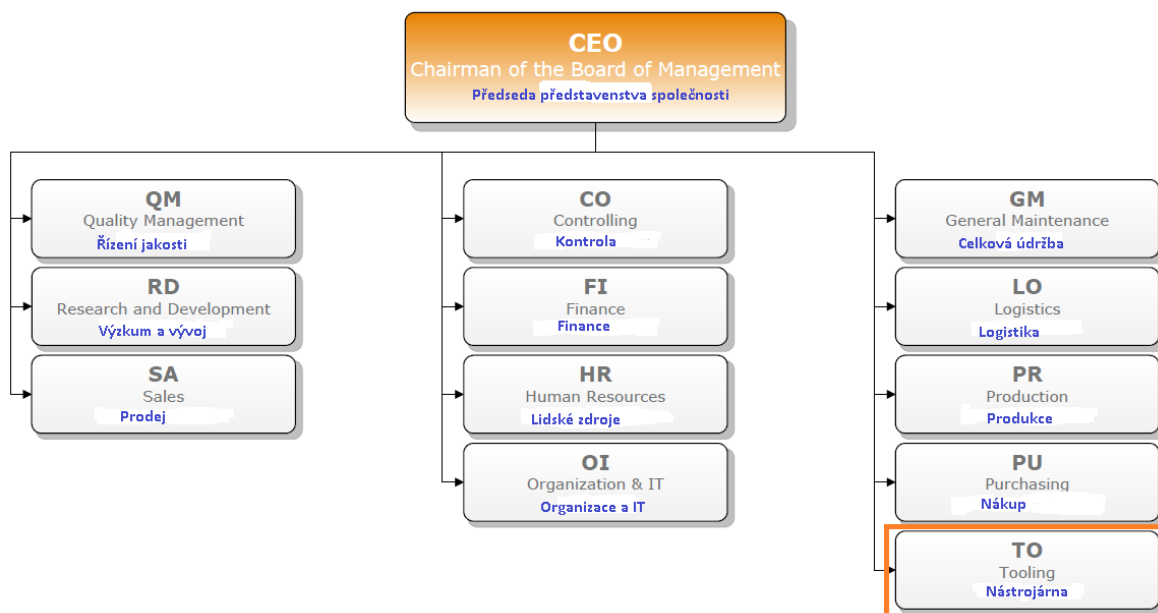 CEO
Chairman of the Board of Management
Předseda představenstva společnosti
QM
Quality Management
Řízení jakosti
RD
Research and Development
Výzkum a vývoj
SA
Sales
Prodej
CO
Controlling
Kontrola
FI
Finance
Finance
HR
Human Resources
Lidské zdroje
OI
Organization & IT
Organizace a IT
GM
General Maintenance
Celková údržba
LO
Logistics
Logistika
PR
Production
Produkce
PU
Purchasing
Nákup
TO
Tooling
Nástrojárna